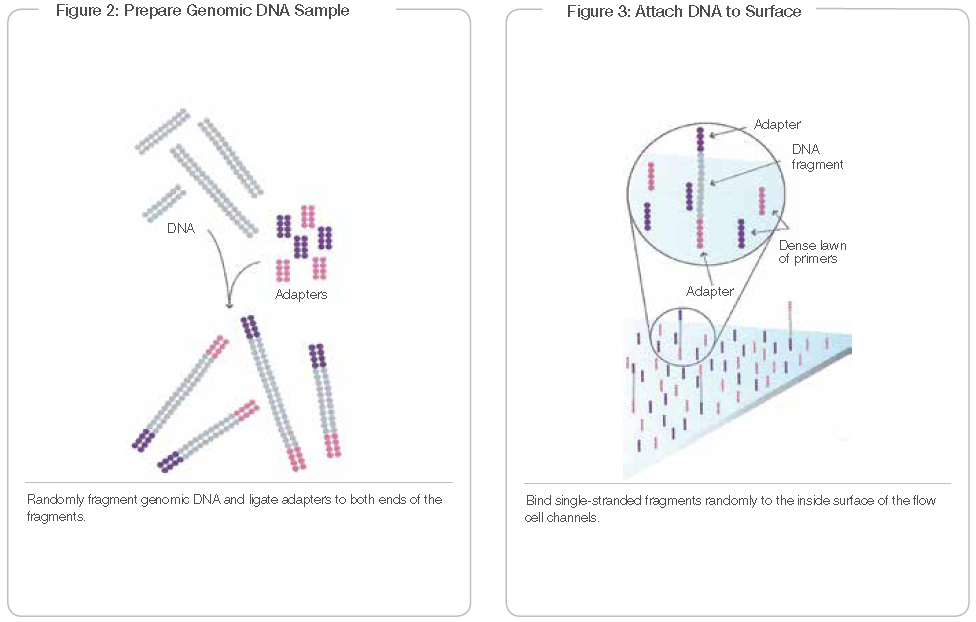 Figure 2: Prepare Genomic DNA Sample
DNA
Adapters
Randomly fragment genomic DNA and ligate adapters to both ends of the
fragments.
Figure 3: Attach DNA to Surface
Adapter
DNA
fragment
Dense lawn
of primers
Adapter
Bind single-stranded fragments randomly to the inside surface of the flow
cell channels.